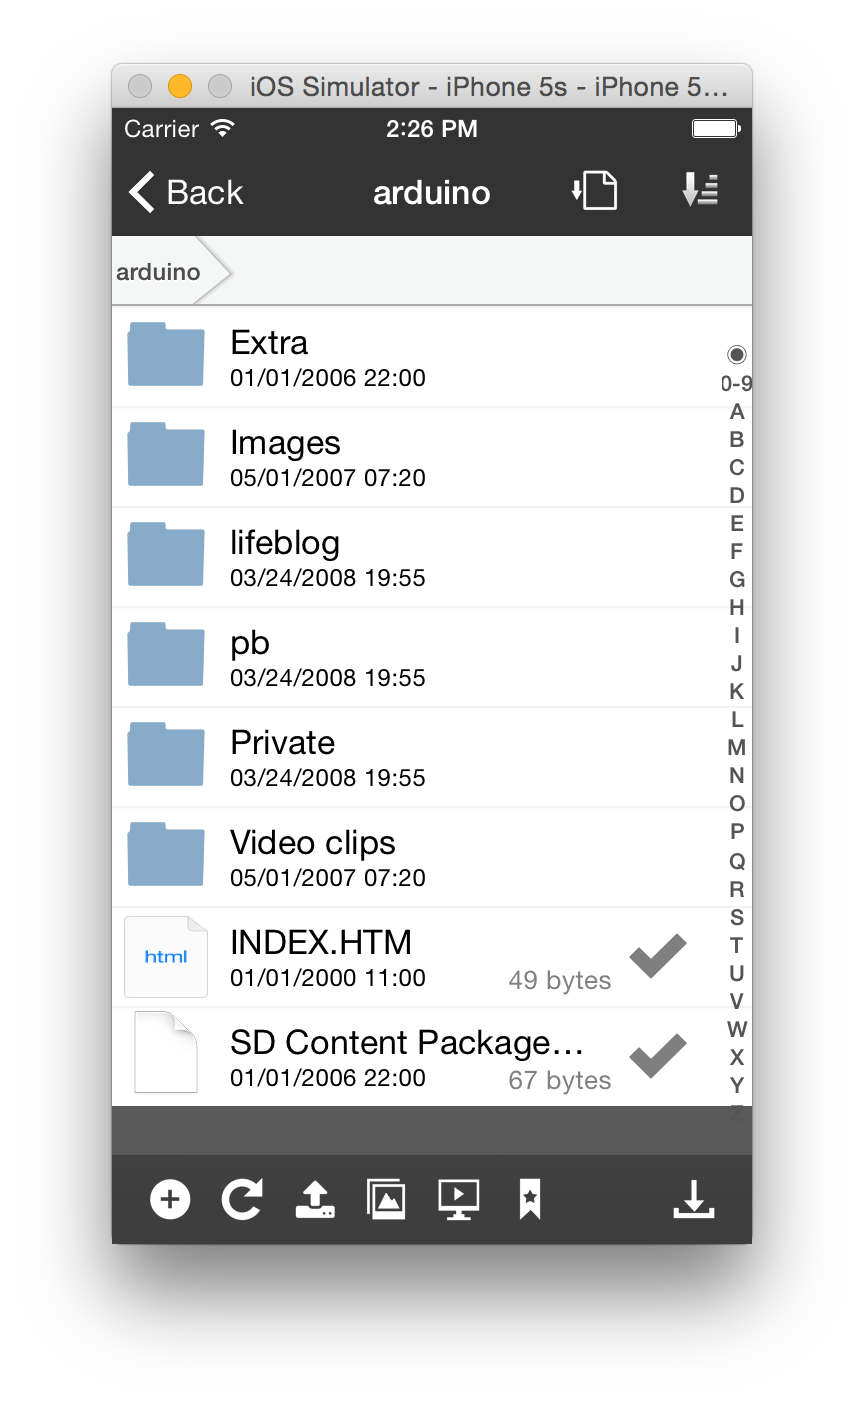 iOS Simulator - iPhone 5s - iPhone 5...
Carrier 2:26 PM
Back arduino
arduino
Extra
01/01/2006 22:00
Images
05/01/2007 07:20
lifeblog
03/24/2008 19:55
pb
03/24/2008 19:55
Private
03/24/2008 19:55
Video clips
05/01/2007 07:20
html
INDEX.HTM
01/01/2000 11:00 49 bytes
SD Content Package...
01/01/2006 22:00 67 bytes
0-9
A
B
C
D
E
F
G
H
I
J
K
L
M
N
O
P
Q
R
S
T
U
V
W
X
Y
Z